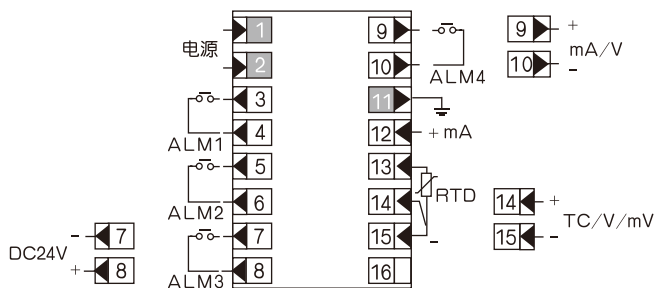 1 9 9 +
电源 mA/V
2 10 ALM4 10 -
3 11
ALM1 4 12 + mA
5 13
ALM2 6 14 RTD 14 +
TC/V/mV
- 7 7 15 - 15 -
DC24V
+ 8 ALM3 8 16